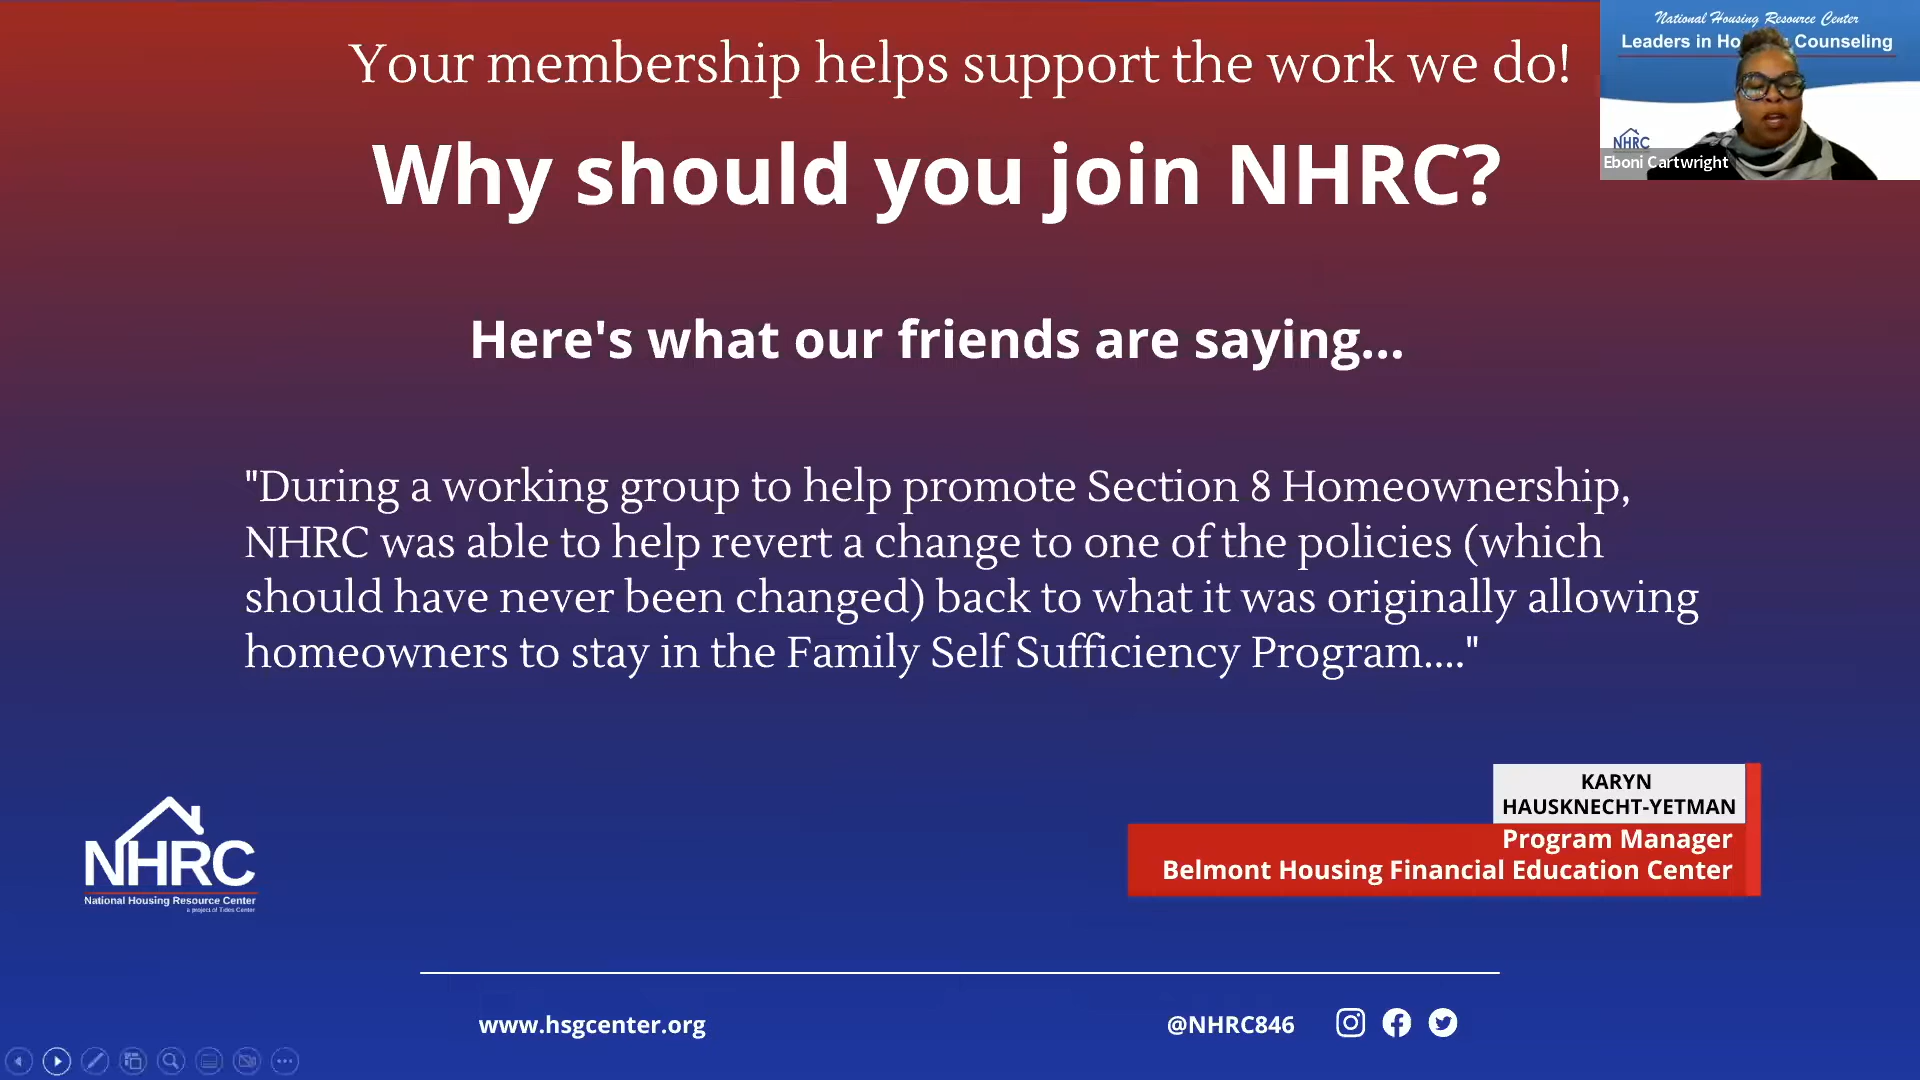 Your membership helps support the work we do!
Why should you join NHRC?
Here's what our friends are saying...
"During a working group to help promote Section 8 Homeownership,
NHRC was able to help revert a change to one of the policies (which
should have never been changed) back to what it was originally allowing
homeowners to stay in the Family Self Sufficiency Program...."
KARYN
HAUSKNECHT-YETMAN
Program Manager
Belmont Housing Financial Education Center
NHRC
National Housing Resource Center
a project of Tides Center
www.hsgcenter.org
@NHRC846
National Housing Resource Center
Leaders in Ho Counseling
NHRC
Eboni Cartwright